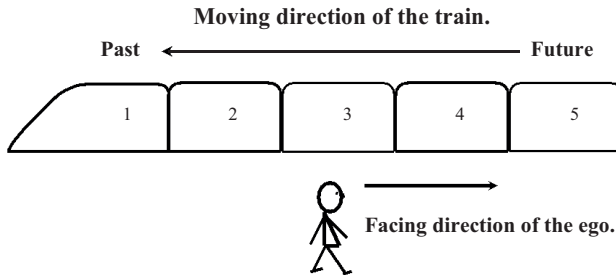 Moving direction of the train.
Past Future
1 2 3 4 5
Facing direction of the ego.